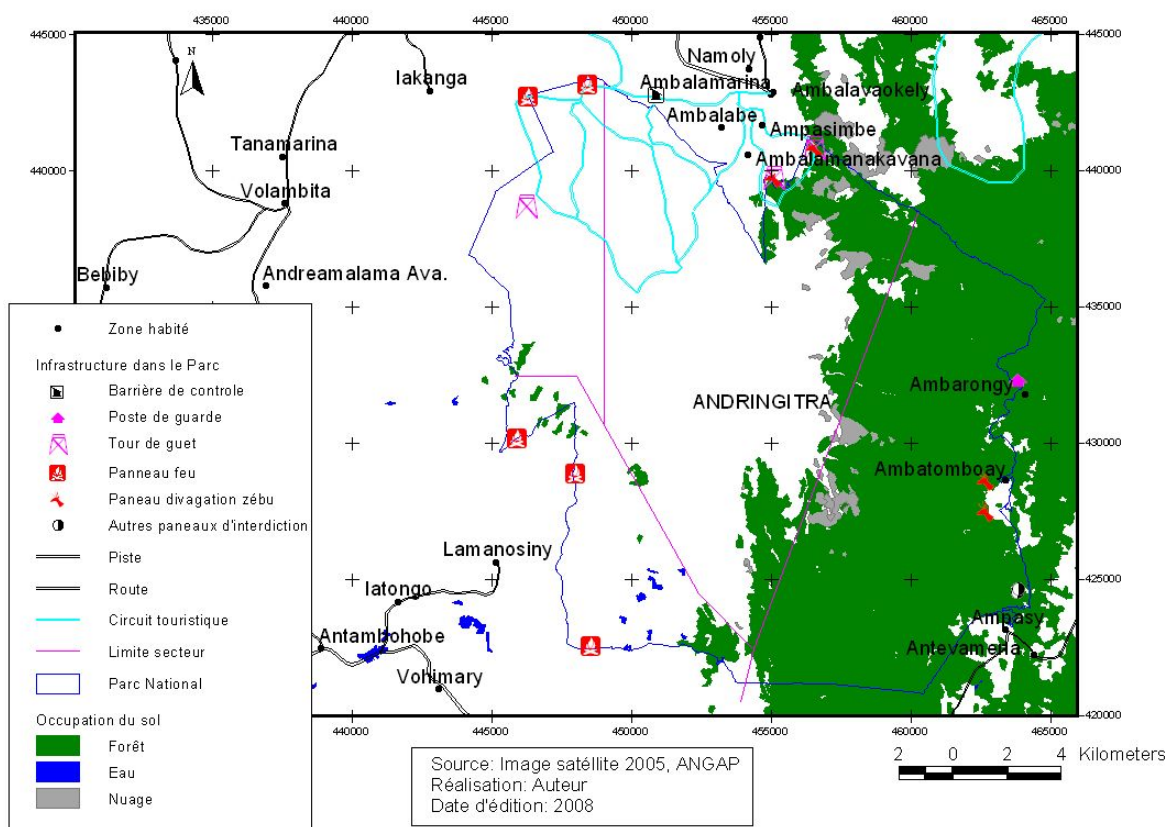 435000 440000 445000 450000 455000 460000 465000
445000 445000
N
Namoly
Iakanga
Ambalamarina
Ambalavaokely
Ambalabe
Ampasimbe
Tanamarina
Ambalamanakavana
440000 440000
Volambita
Bebiby
Andreamalama Ava.
435000
Ambarongy
ANDRINGITRA
430000
Ambatomboay
Lamanosiny
425000
Iatongo
Ampasy
Antambohobe
Antevamena
Vohimary
420000
440000 445000 450000 455000 460000 465000
Zone habité
Infrastructure dans le Parc
Barrière de controle
Poste de guarde
Tour de guet
Panneau feu
Paneau divagation zébu
Autres paneaux d'interdiction
Piste
Route
Circuit touristique
Limite secteur
Parc National
Occupation du sol
Forêt
Eau
Nuage
Source: Image satéllite 2005, ANGAP
Réalisation: Auteur
Date d'édition: 2008
2 0 2 4 Kilometers